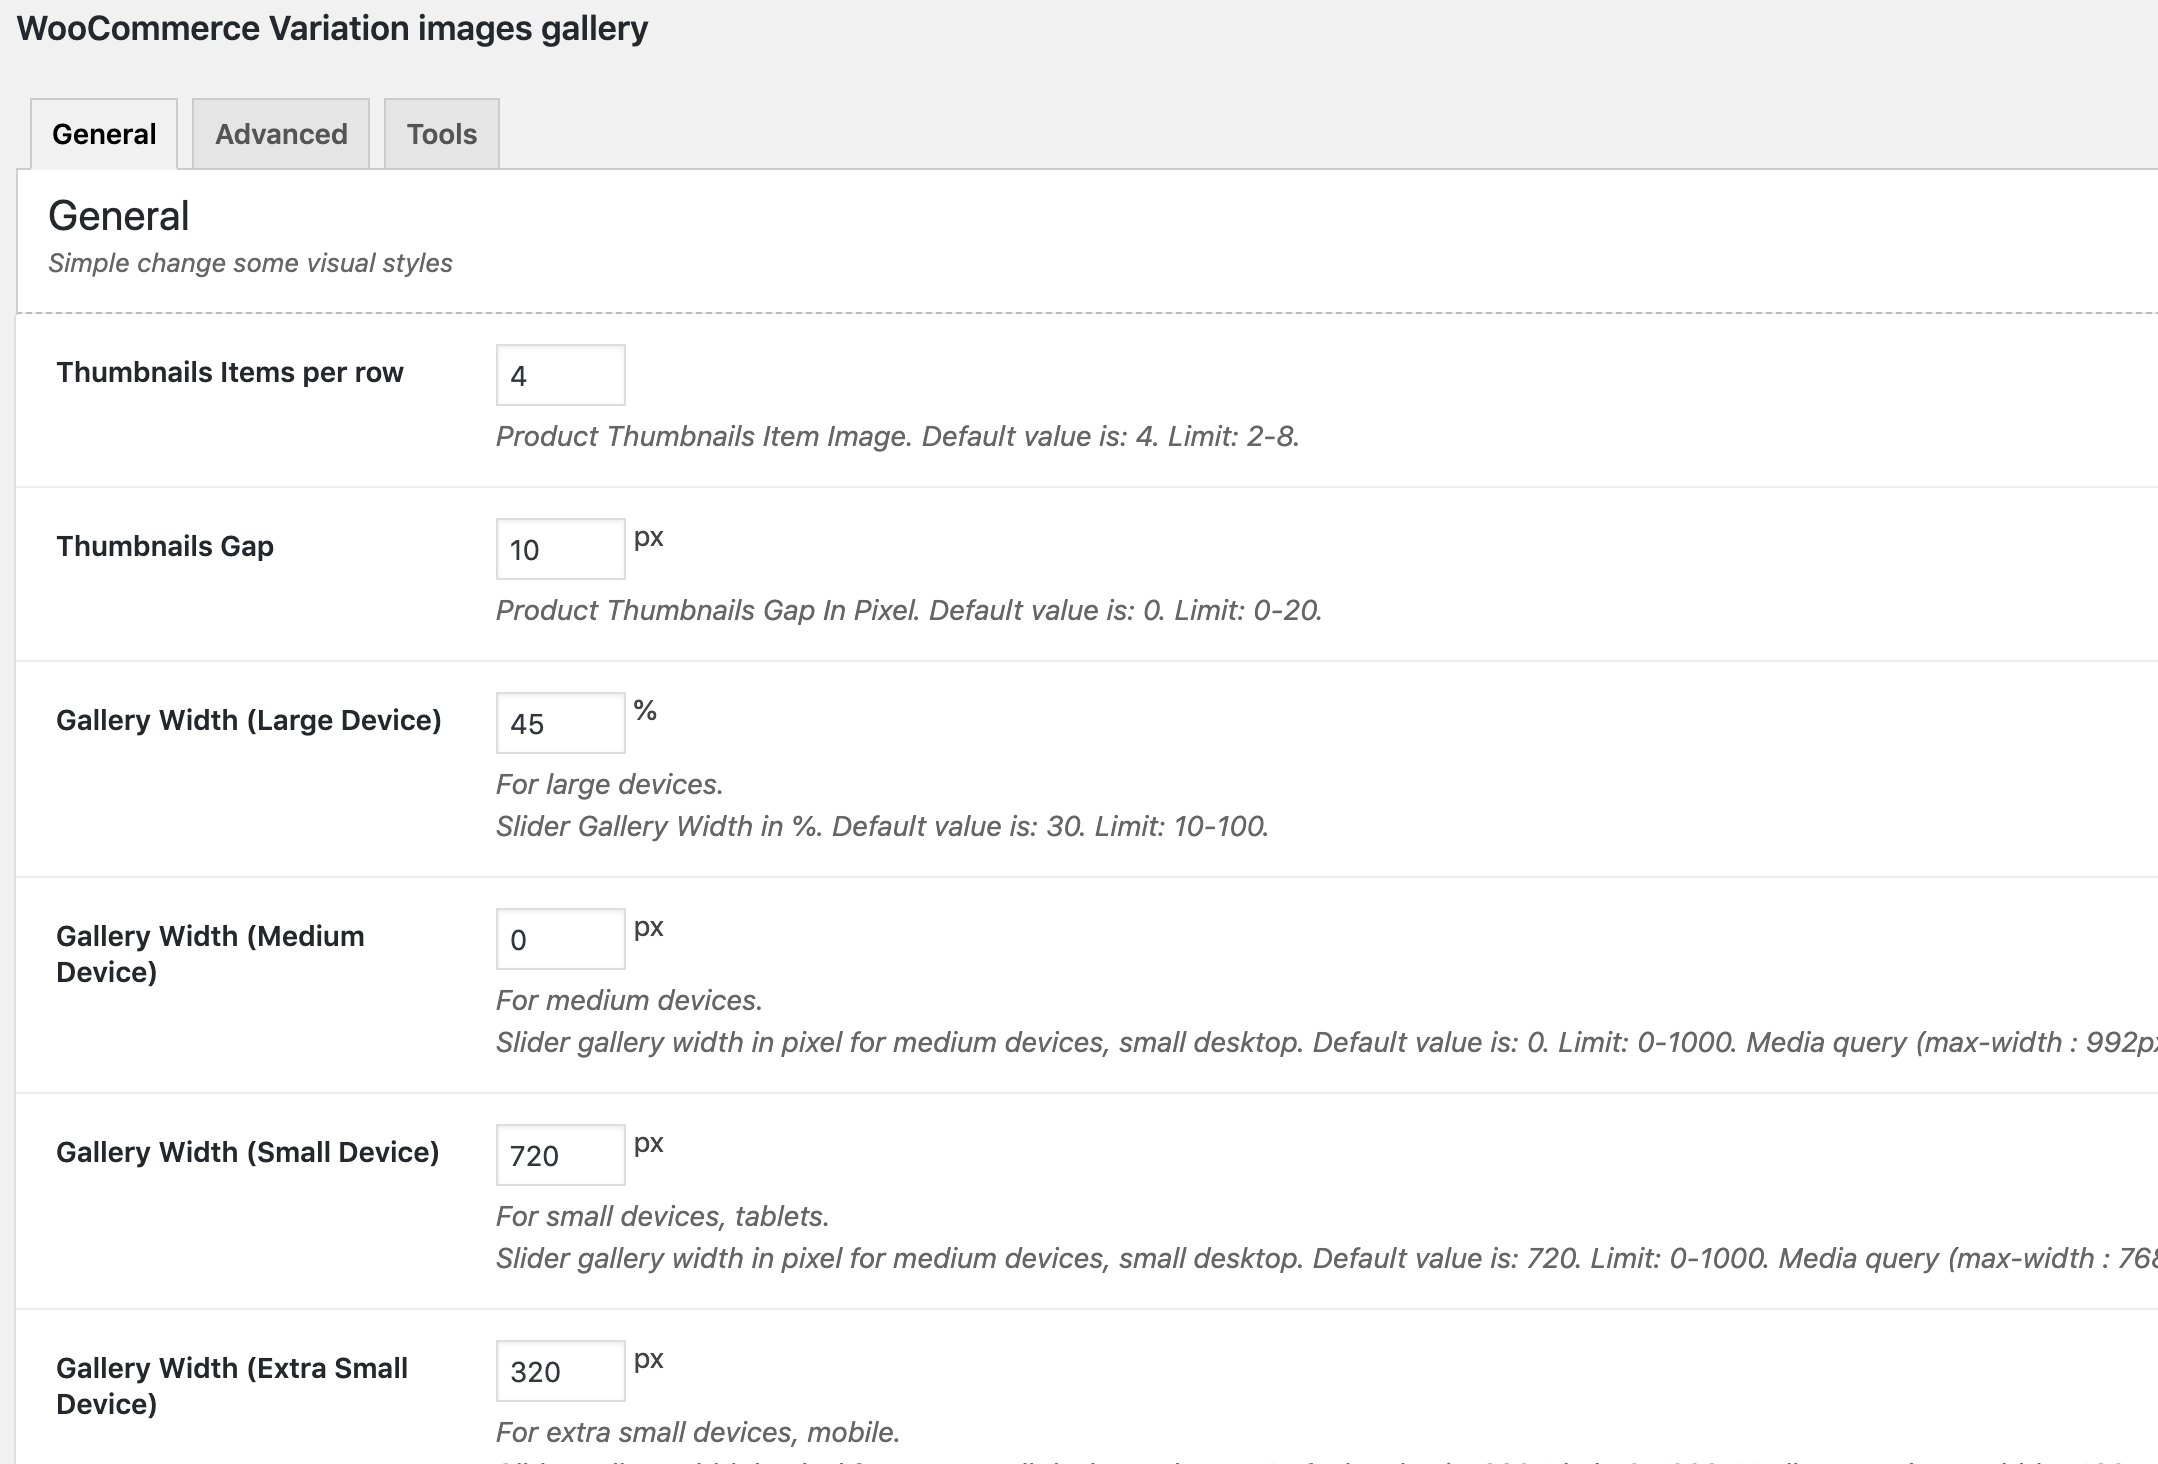 WooCommerce Variation images gallery
General
Advanced
Tools
General
Simple change some visual styles
Thumbnails Items per row
4
Product Thumbnails Item Image. Default value is: 4. Limit: 2-8.
Thumbnails Gap
10
px
Product Thumbnails Gap In Pixel. Default value is: 0. Limit: 0-20.
Gallery Width (Large Device)
45
%
For large devices.
Slider Gallery Width in %. Default value is: 30. Limit: 10-100.
Gallery Width (Medium
Device)
0
px
For medium devices.
Slider gallery width in pixel for medium devices, small desktop. Default value is: 0. Limit: 0-1000. Media query (max-width : 992px
Gallery Width (Small Device)
720
px
For small devices, tablets.
Slider gallery width in pixel for medium devices, small desktop. Default value is: 720. Limit: 0-1000. Media query (max-width : 768
Gallery Width (Extra Small
Device)
320
px
For extra small devices, mobile.